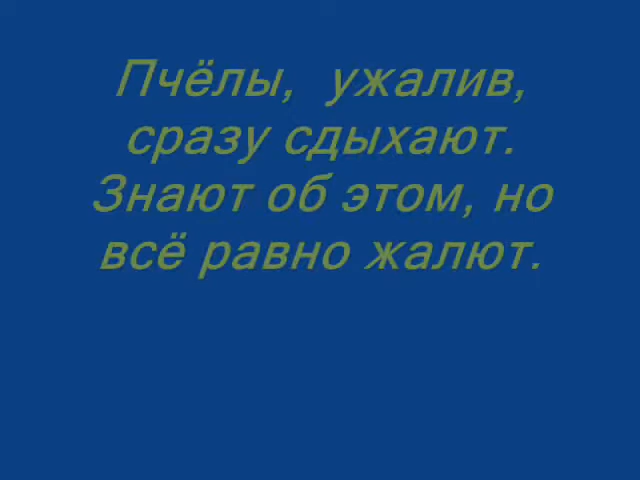 Пчёлы, ужалив,
сразу сдыхают.
Знают об этом, но
всё равно жалют.